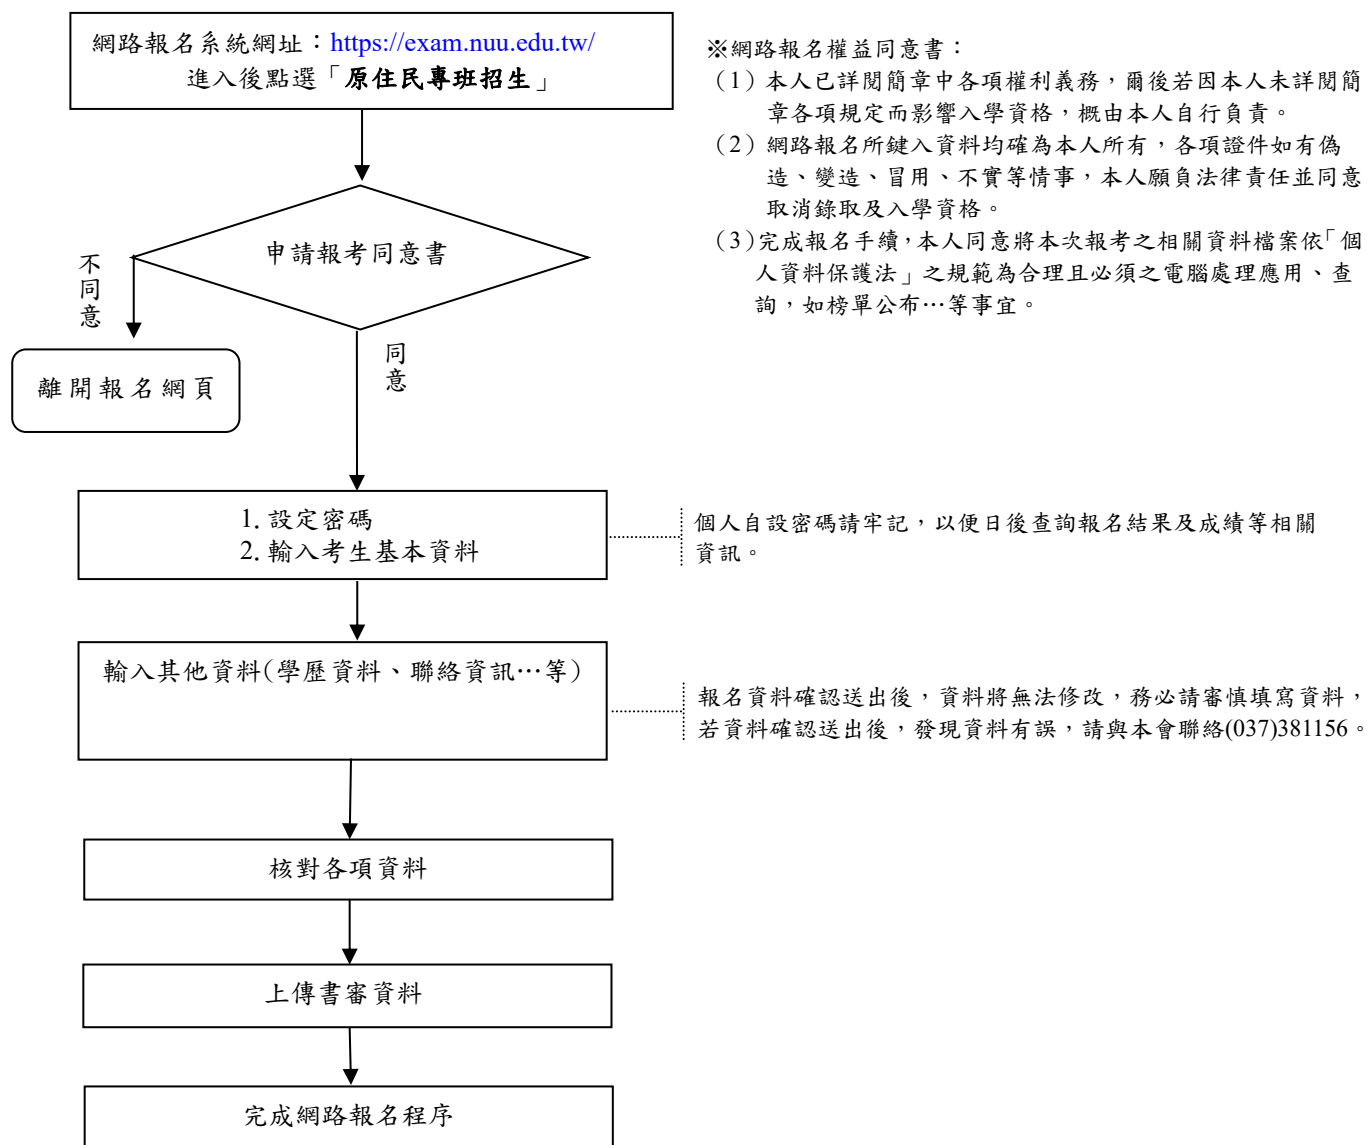 網路報名系統網址：https://exam.nuu.edu.tw/
進入後點選「原住民專班招生」
※網路報名權益同意書：
（1）本人已詳閱簡章中各項權利義務，爾後若因本人未詳閱簡
章各項規定而影響入學資格，概由本人自行負責。
（2）網路報名所鍵入資料均確為本人所有，各項證件如有偽
造、變造、冒用、不實等情事，本人願負法律責任並同意
取消錄取及入學資格。
（3）完成報名手續，本人同意將本次報考之相關資料檔案依「個
人資料保護法」之規範為合理且必須之電腦處理應用、查
詢，如榜單公布…等事宜。
申請報考同意書
不同意
離開報名網頁
同意
1. 設定密碼
2. 輸入考生基本資料
個人自設密碼請牢記，以便日後查詢報名結果及成績等相關
資訊。
輸入其他資料(學歷資料、聯絡資訊…等)
報名資料確認送出後，資料將無法修改，務必請審慎填寫資料，
若資料確認送出後，發現資料有誤，請與本會聯絡(037)381156。
核對各項資料
上傳書審資料
完成網路報名程序